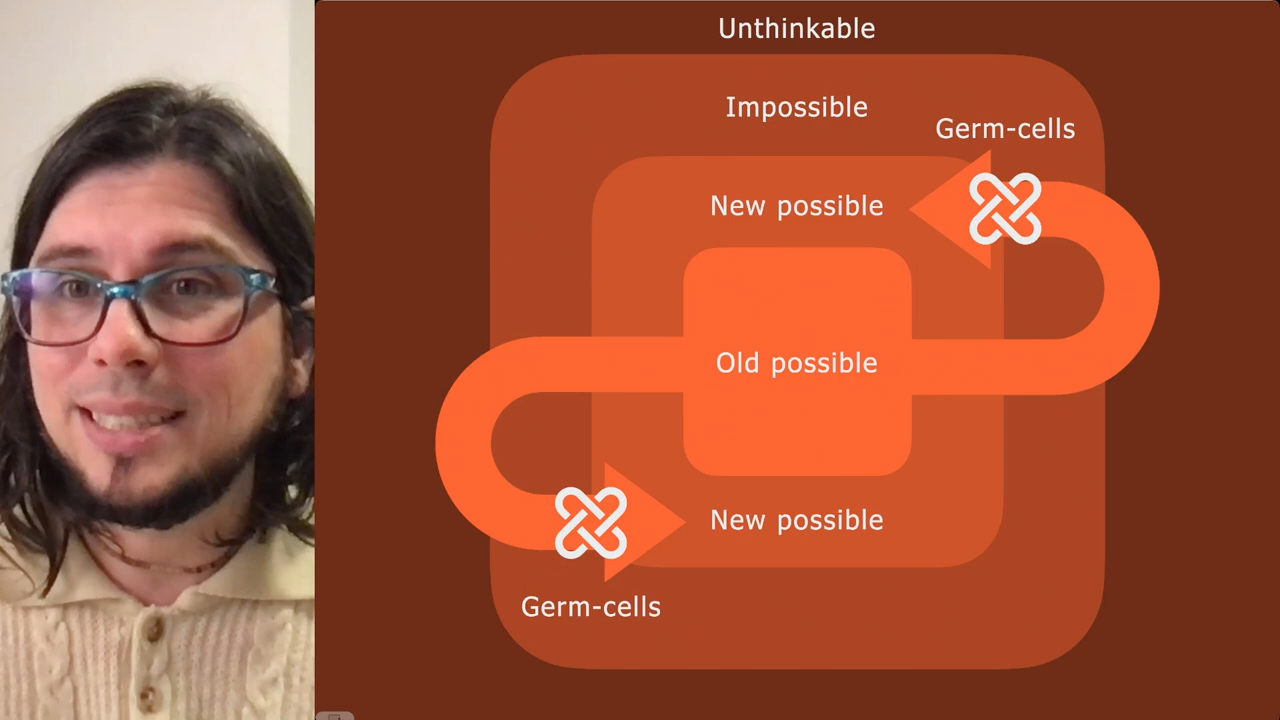 Unthinkable
Impossible
Germ-cells
New possible
Old possible
New possible
Germ-cells